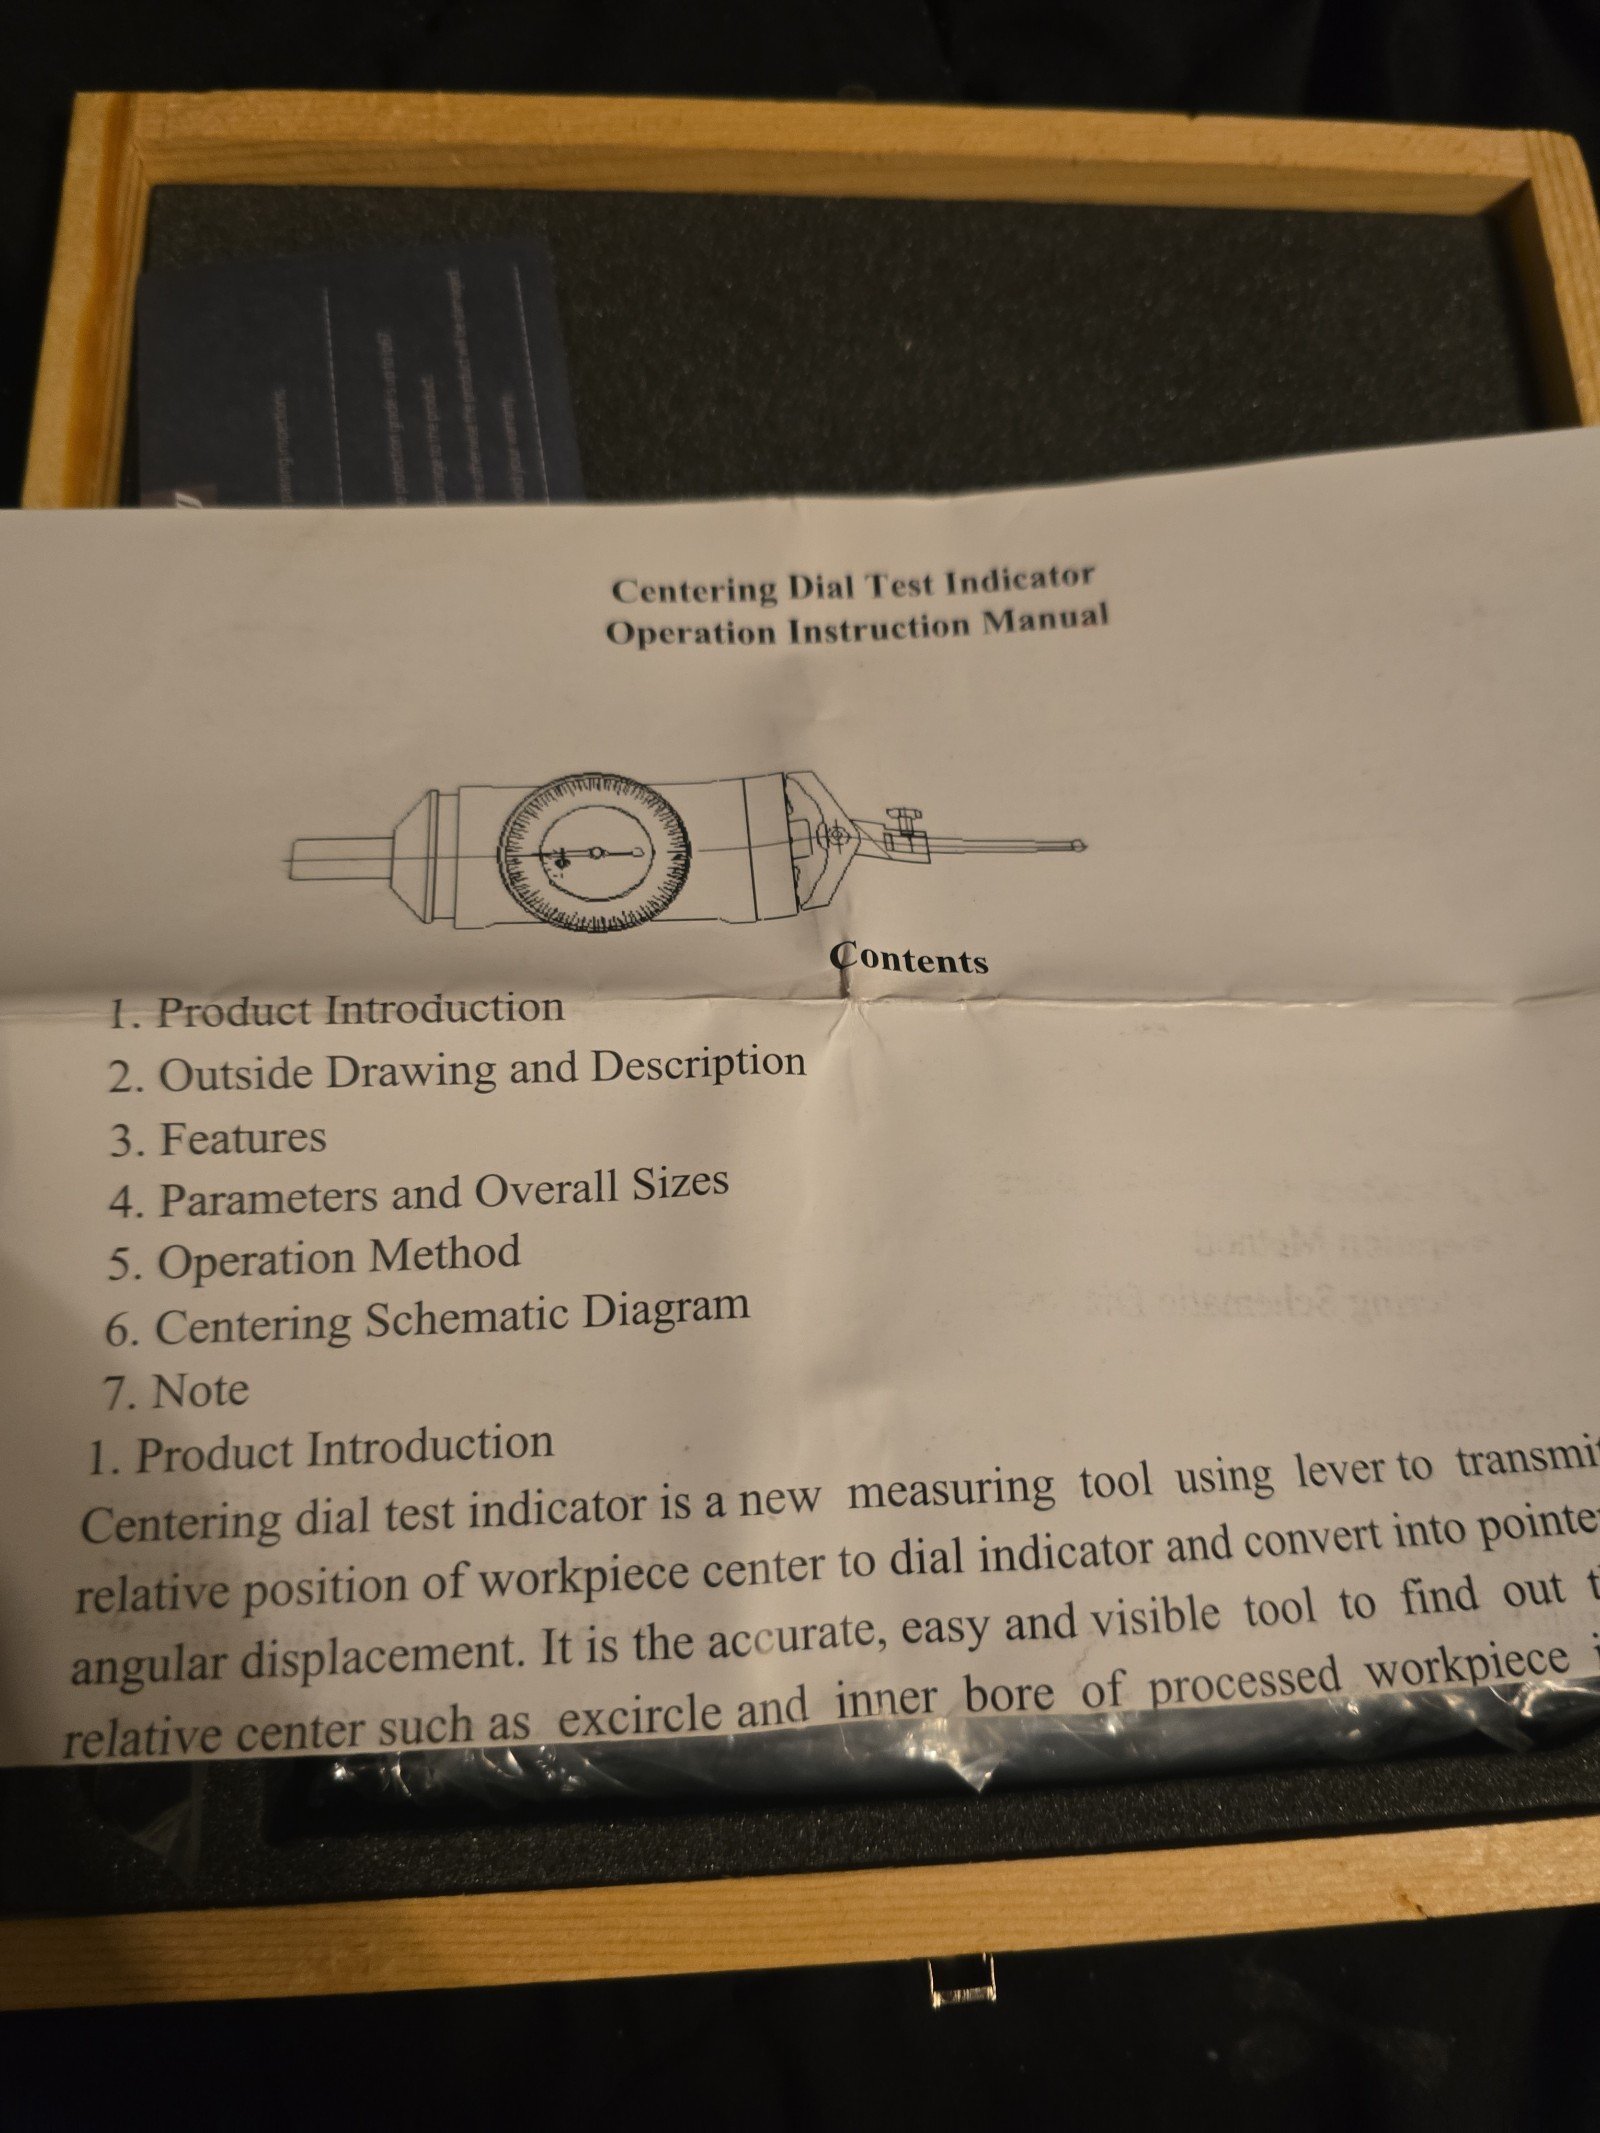 Centering Dial Test Indicator
Operation Instruction Manual
Contents
1. Product Introduction
2. Outside Drawing and Description
3. Features
4. Parameters and Overall Sizes
5. Operation Method
6. Centering Schematic Diagram
7. Note
1. Product Introduction
Centering dial test indicator is a new measuring tool using lever to transmit
relative position of workpiece center to dial indicator and convert into pointer
angular displacement. It is the accurate, easy and visible tool to find out
relative center such as excircle and inner bore of processed workpiece